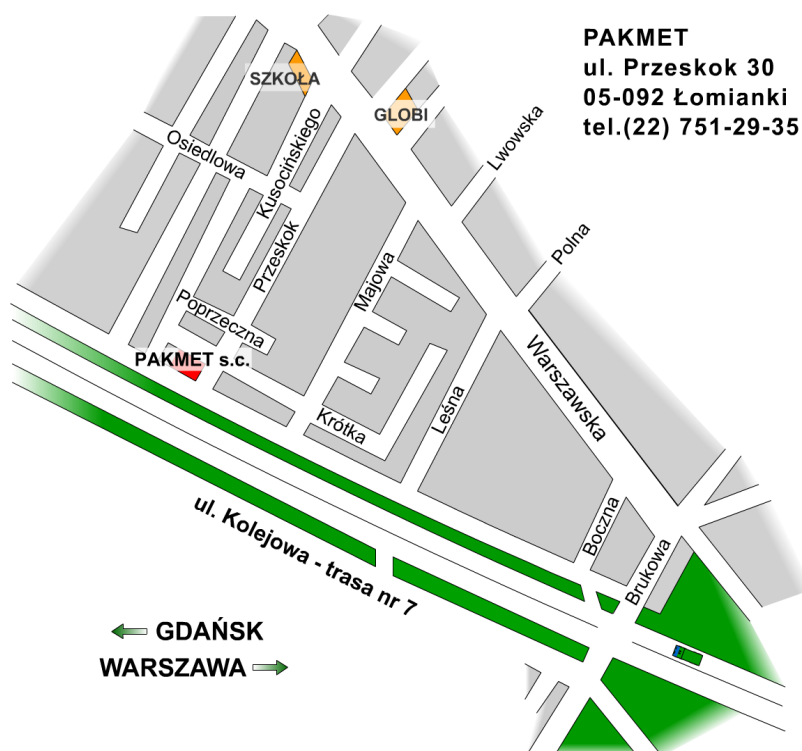 PAKMET
ul. Przeskok 30
05-092 Łomianki
tel.(22) 751-29-35
SZKOŁA
GLOBI
Lwowska
Osiedlowa
Kusocińskiego
Przeskok
Polna
Majowa
Poprzeczna
PAKMET s.c.
Warszawska
Leśna
Krótka
Boczna
Brukowa
ul. Kolejowa - trasa nr 7
GDAŃSK
WARSZAWA